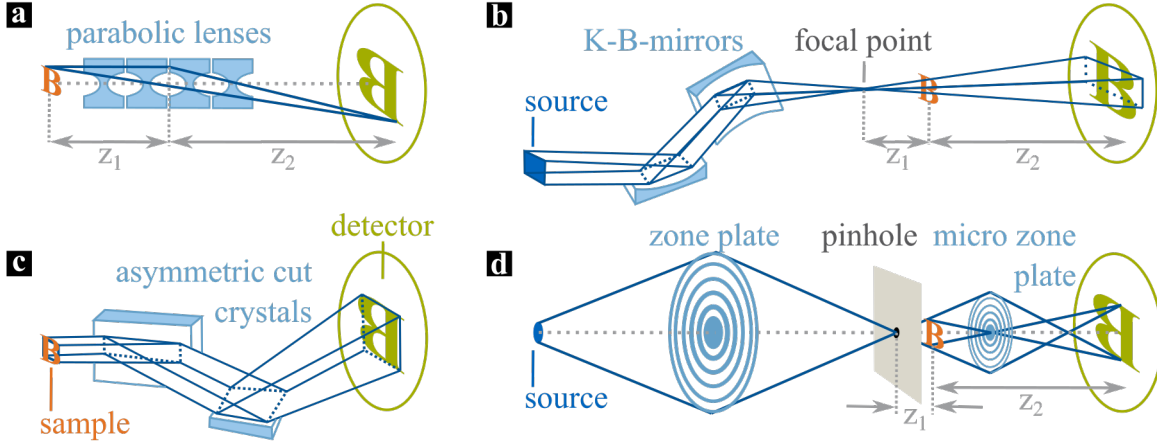 a
parabolic lenses
B
B
z1
z2
b
K-B-mirrors
focal point
source
B
B
z1
z2
c
detector
asymmetric cut
crystals
B
B
sample
d
zone plate
pinhole
micro zone
plate
B
B
source
z1
z2